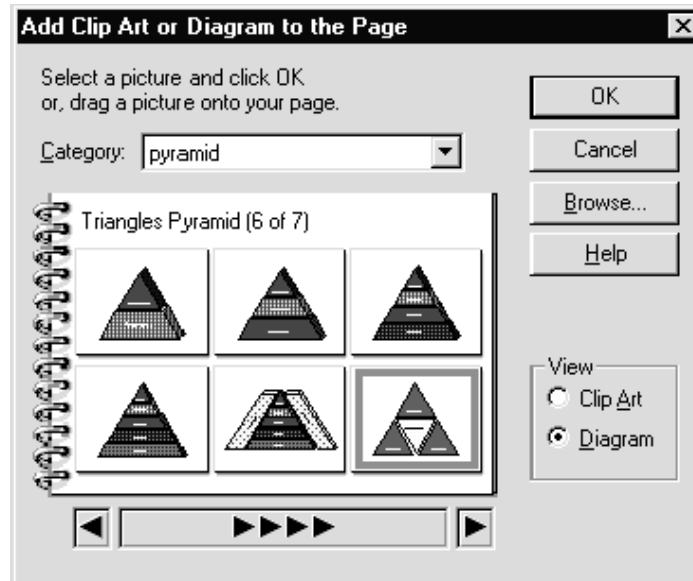 Add Clip Art or Diagram to the Page
Select a picture and click OK
or, drag a picture onto your page.
Category: pyramid
Triangles Pyramid (6 of 7)
OK
Cancel
Browse...
Help
View
Clip Art
Diagram